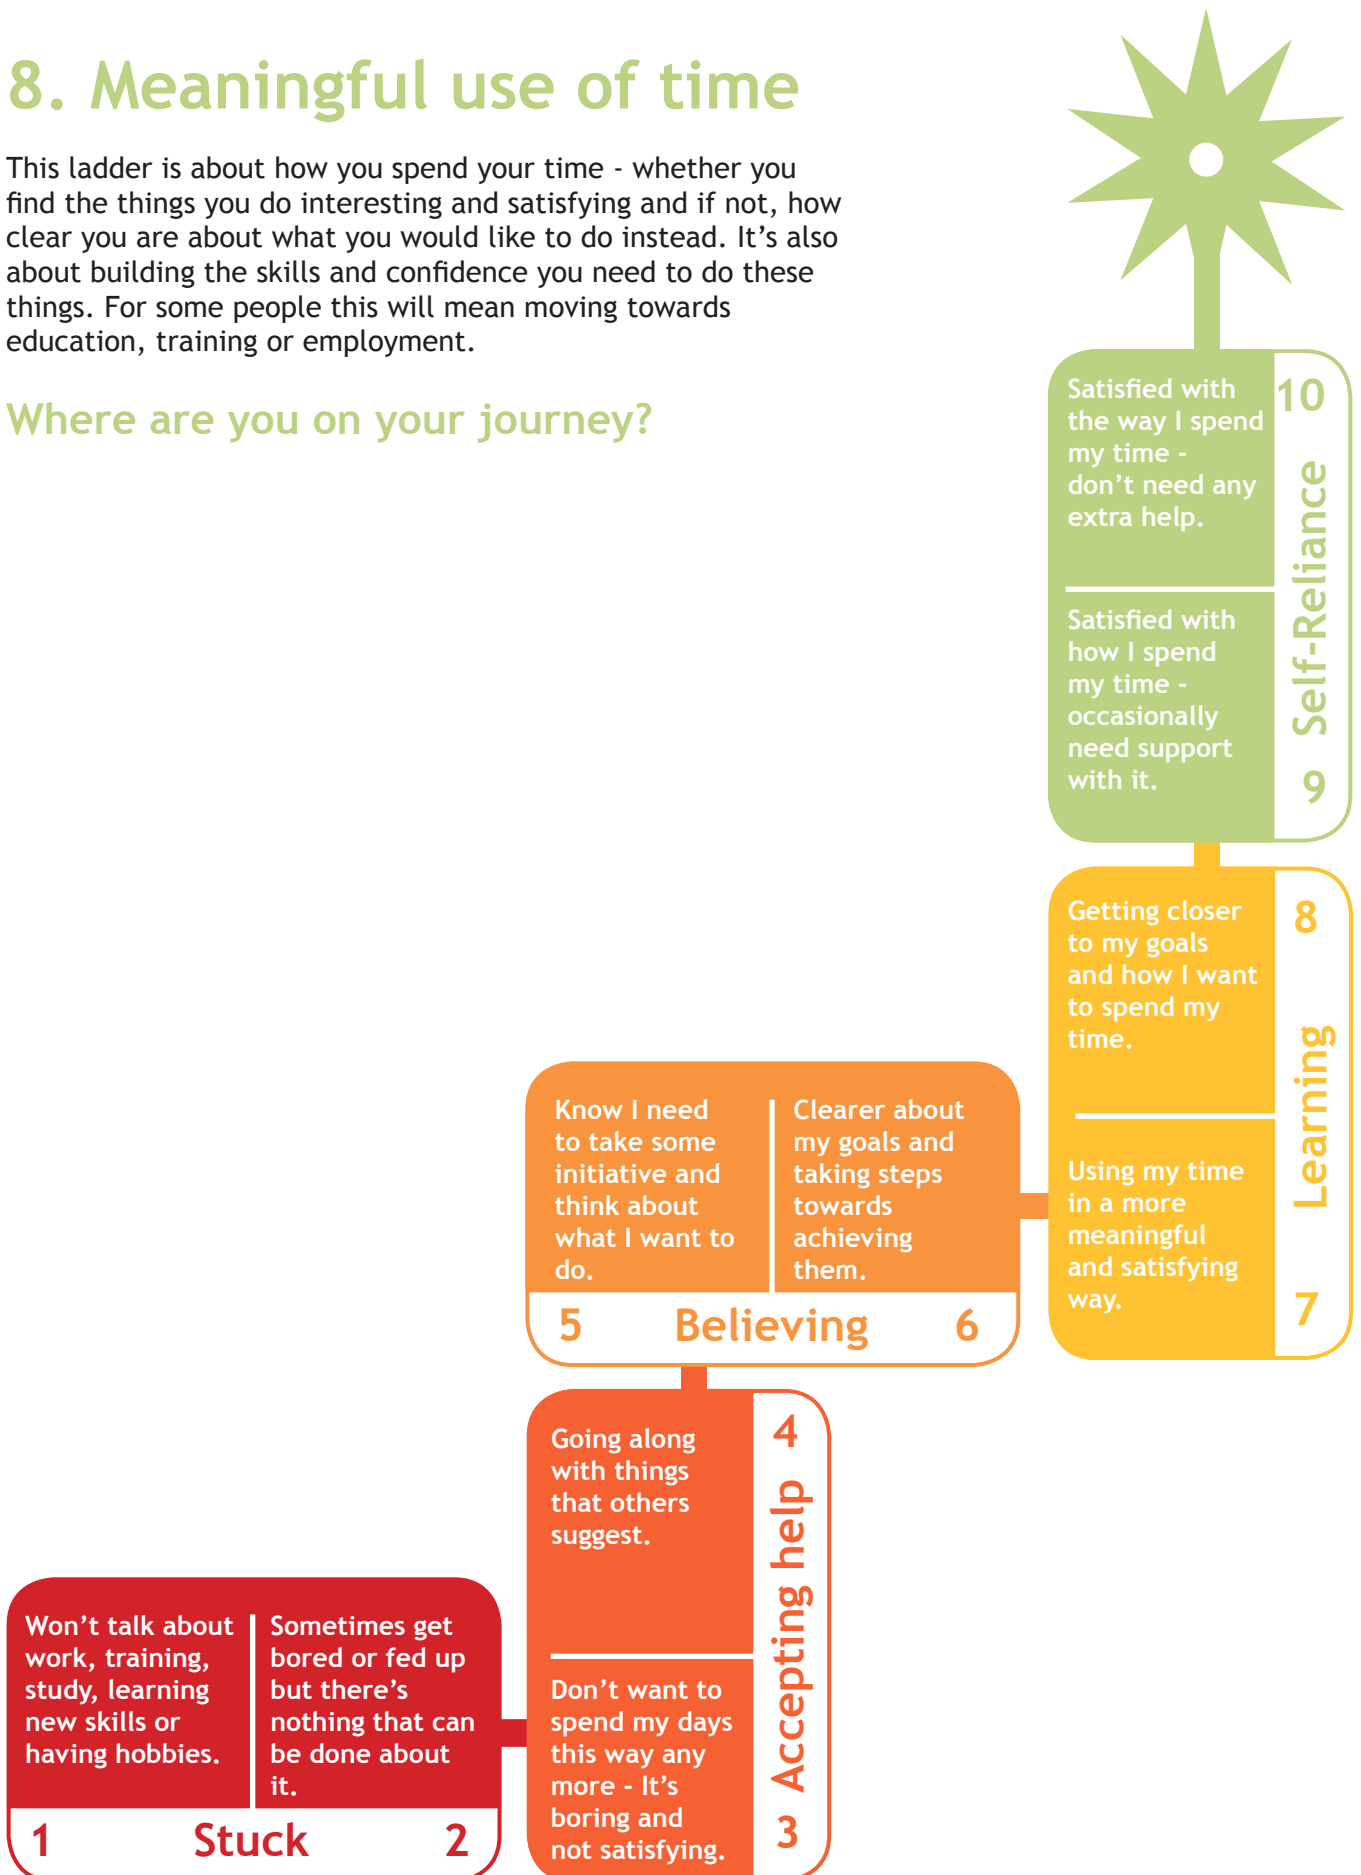 8. Meaningful use of time
This ladder is about how you spend your time - whether you
find the things you do interesting and satisfying and if not, how
clear you are about what you would like to do instead. It’s also
about building the skills and confidence you need to do these
things. For some people this will mean moving towards
education, training or employment.
Where are you on your journey?
Satisfied with
the way I spend
my time -
don’t need any
extra help.
10
Self-Reliance
Satisfied with
how I spend
my time -
occasionally
need support
with it.
9
Getting closer
to my goals
and how I want
to spend my
time.
8
Learning
Using my time
in a more
meaningful
and satisfying
way.
7
Know I need
to take some
initiative and
think about
what I want to
do.
Clearer about
my goals and
taking steps
towards
achieving
them.
5 Believing 6
Going along
with things
that others
suggest.
4
Accepting help
Don’t want to
spend my days
this way any
more - It’s
boring and
not satisfying.
3
Won’t talk about
work, training,
study, learning
new skills or
having hobbies.
Sometimes get
bored or fed up
but there’s
nothing that can
be done about
it.
1 Stuck 2